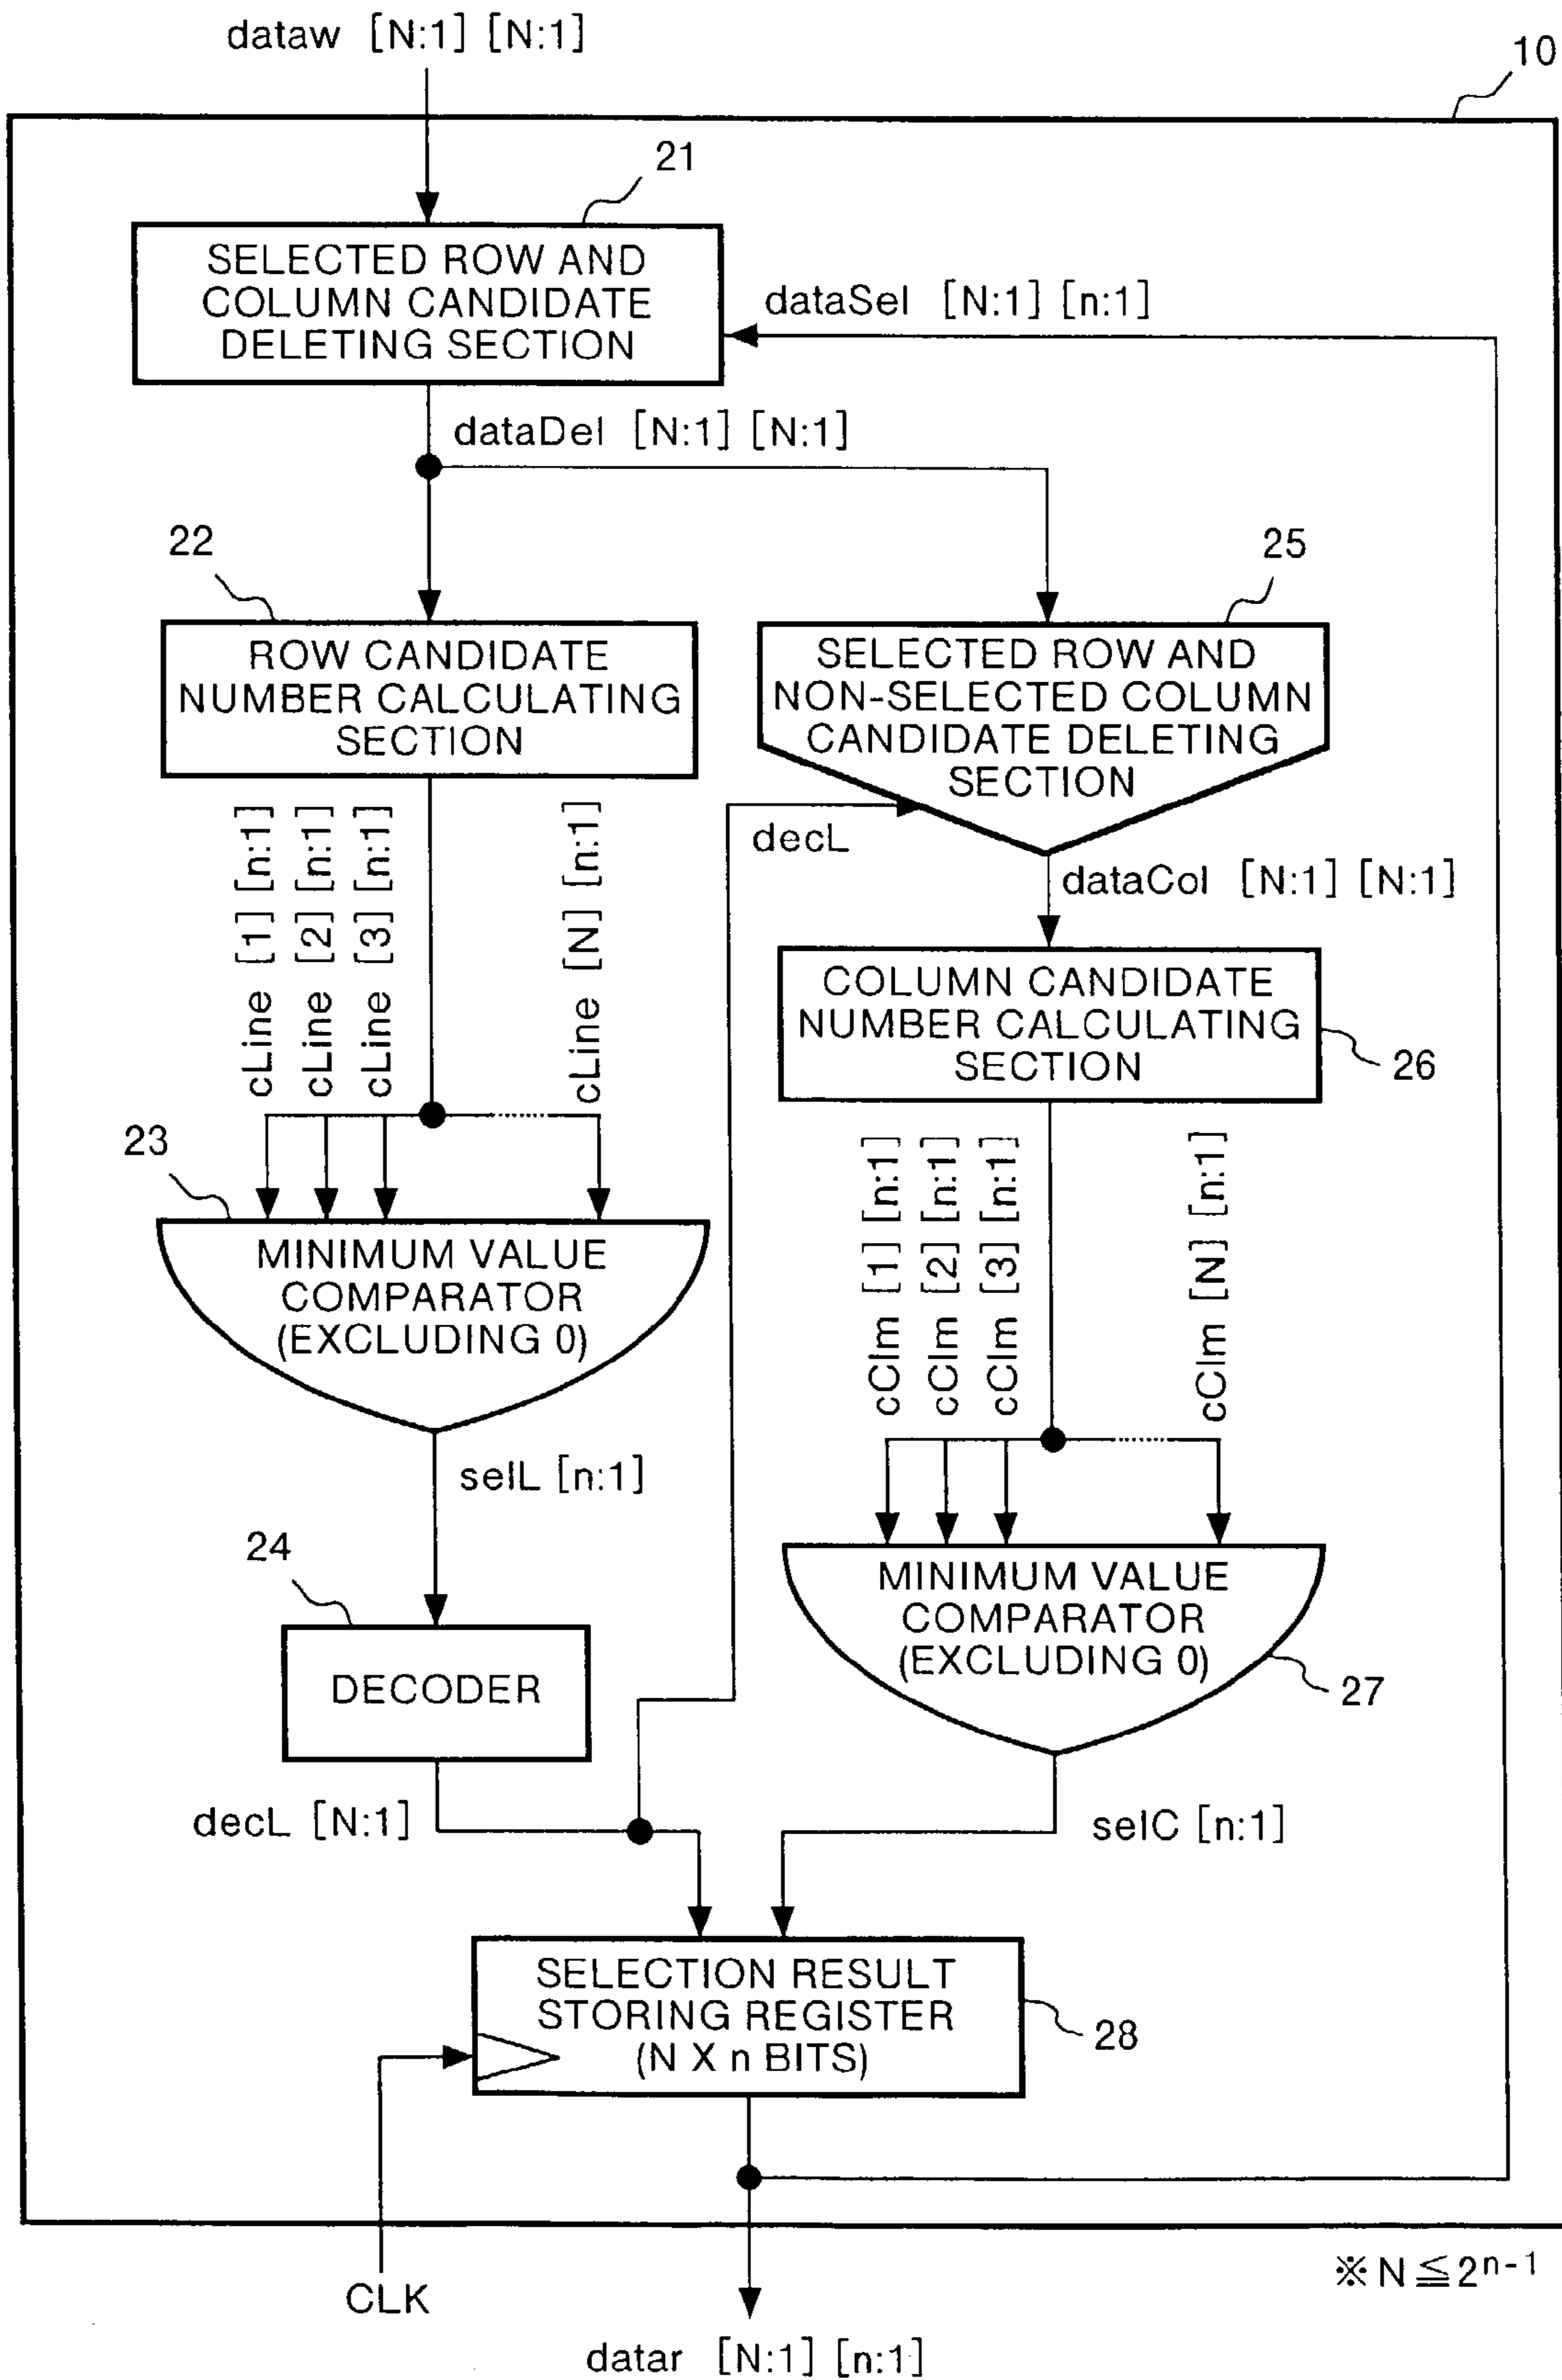 dataw [N:1] [N:1]
10
21
SELECTED ROW AND
COLUMN CANDIDATE
DELETING SECTION
dataSel [N:1] [n:1]
dataDel [N:1] [N:1]
22
ROW CANDIDATE
NUMBER CALCULATING
SECTION
25
SELECTED ROW AND
NON-SELECTED COLUMN
CANDIDATE DELETING
SECTION
decL
dataCol [N:1] [N:1]
cLine [1] [n:1]
cLine [2] [n:1]
cLine [3] [n:1]
cLine [N] [n:1]
COLUMN CANDIDATE
NUMBER CALCULATING
SECTION
26
23
MINIMUM VALUE
COMPARATOR
(EXCLUDING 0)
cClm [1] [n:1]
cClm [2] [n:1]
cClm [3] [n:1]
cClm [N] [n:1]
selL [n:1]
24
DECODER
MINIMUM VALUE
COMPARATOR
(EXCLUDING 0)
27
decL [N:1]
selC [n:1]
SELECTION RESULT
STORING REGISTER
(N X n BITS)
28
CLK
※N≦2ⁿ⁻¹
datar [N:1] [n:1]